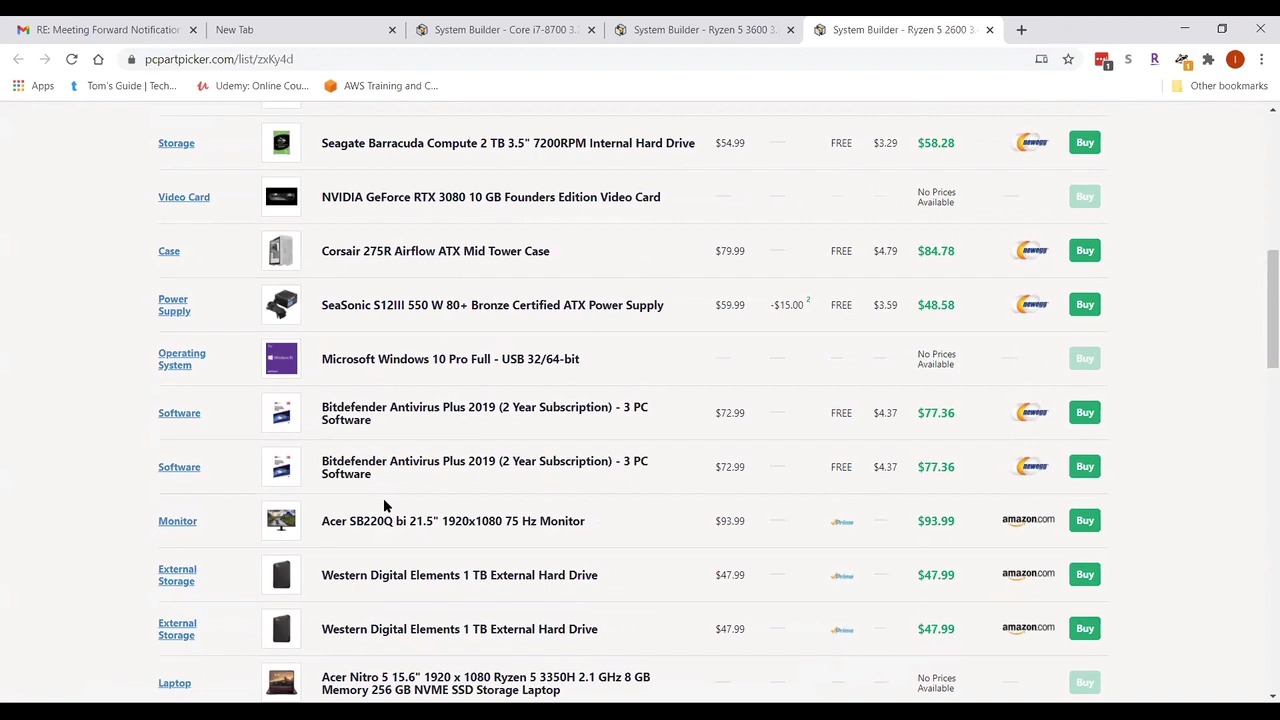 RE: Meeting Forward Notification
New Tab
System Builder - Core i7-8700 3.
System Builder - Ryzen 5 3600 3.
System Builder - Ryzen 5 2600 3.
pcpartpicker.com/list/zxKy4d
1
S
R
1
I
Apps
Tom's Guide | Tech...
Udemy: Online Cou...
AWS Training and C...
Other bookmarks
Storage Seagate Barracuda Compute 2 TB 3.5" 7200RPM Internal Hard Drive $54.99 — FREE $3.29 $58.28 newegg Buy
Video Card NVIDIA GeForce RTX 3080 10 GB Founders Edition Video Card — — — No Prices Available — Buy
Case Corsair 275R Airflow ATX Mid Tower Case $79.99 — FREE $4.79 $84.78 newegg Buy
Power Supply SeaSonic S12III 550 W 80+ Bronze Certified ATX Power Supply $59.99 -$15.00 2 FREE $3.59 $48.58 newegg Buy
Operating System Microsoft Windows 10 Pro Full - USB 32/64-bit — — — No Prices Available — Buy
Software Bitdefender Antivirus Plus 2019 (2 Year Subscription) - 3 PC Software $72.99 — FREE $4.37 $77.36 newegg Buy
Software Bitdefender Antivirus Plus 2019 (2 Year Subscription) - 3 PC Software $72.99 — FREE $4.37 $77.36 newegg Buy
Monitor Acer SB220Q bi 21.5" 1920x1080 75 Hz Monitor $93.99 — Prime — $93.99 amazon.com Buy
External Storage Western Digital Elements 1 TB External Hard Drive $47.99 — Prime — $47.99 amazon.com Buy
External Storage Western Digital Elements 1 TB External Hard Drive $47.99 — Prime — $47.99 amazon.com Buy
Laptop Acer Nitro 5 15.6" 1920 x 1080 Ryzen 5 3350H 2.1 GHz 8 GB Memory 256 GB NVME SSD Storage Laptop — — — No Prices Available — Buy